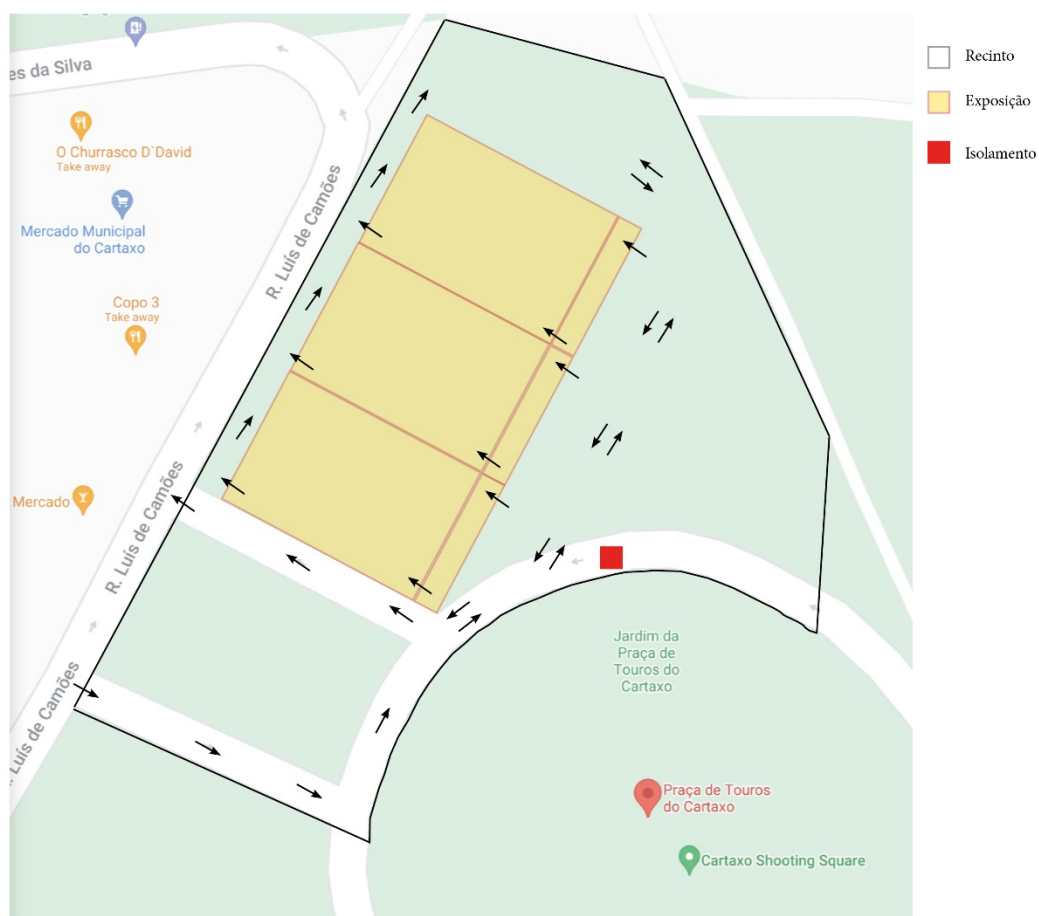 es da Silva
O Churrasco D`David
Take away
Mercado Municipal
do Cartaxo
Copo 3
Take away
Mercado
R. Luís de Camões
R. Luís de Camões
. Luís de Camões
Jardim da
Praça de
Touros do
Cartaxo
Praça de Touros
do Cartaxo
Cartaxo Shooting Square
Recinto
Exposição
Isolamento